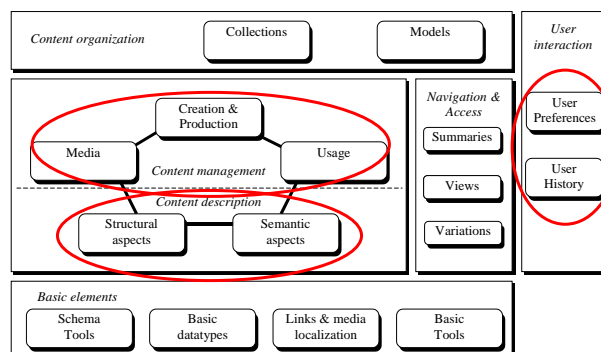 Content organization
Collections
Models
User
interaction
Creation &
Production
Media
Usage
Content management
Content description
Structural
aspects
Semantic
aspects
Navigation &
Access
Summaries
Views
Variations
User
Preferences
User
History
Basic elements
Schema
Tools
Basic
datatypes
Links & media
localization
Basic
Tools